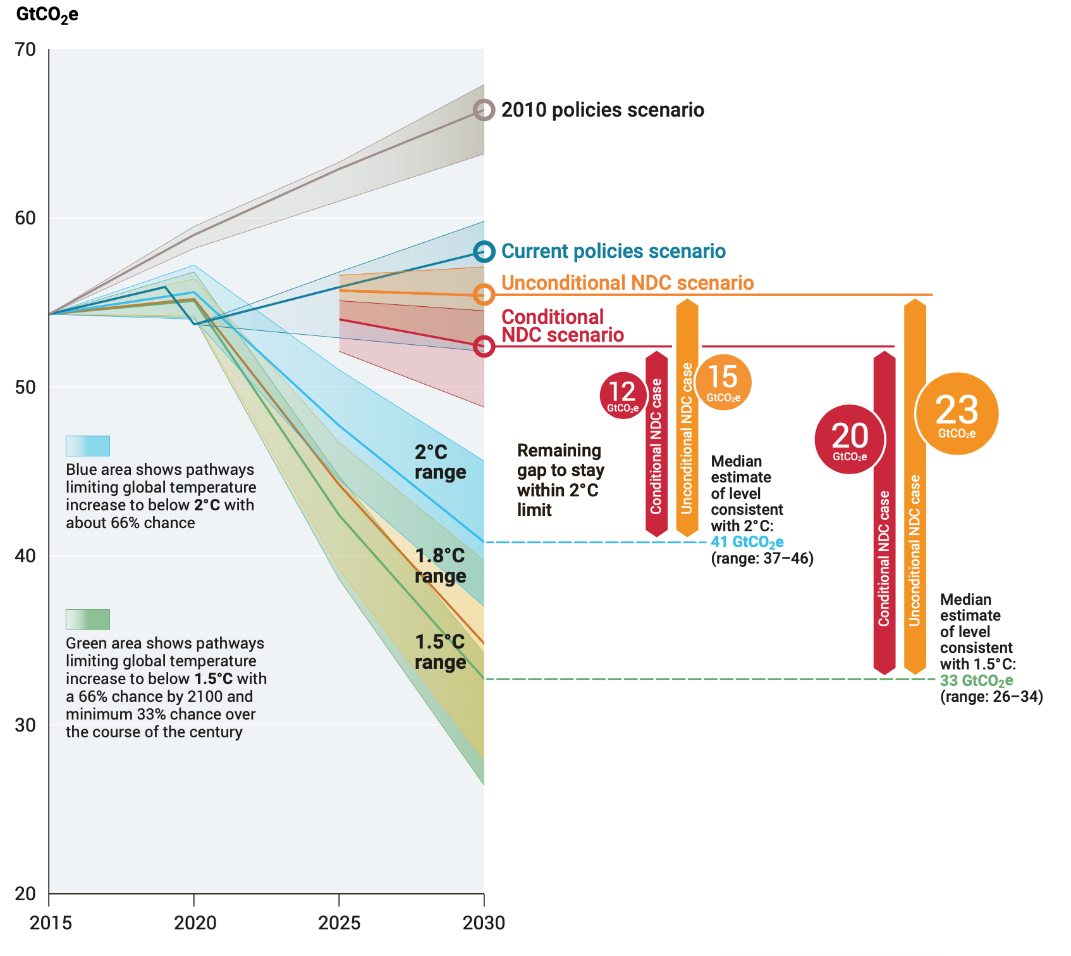 GtCO₂e
70
60
50
40
30
20
2015
2020
2025
2030
2010 policies scenario
Current policies scenario
Unconditional NDC scenario
Conditional
NDC scenario
2°C
range
1.8°C
range
1.5°C
range
Blue area shows pathways
limiting global temperature
increase to below 2°C with
about 66% chance
Green area shows pathways
limiting global temperature
increase to below 1.5°C with
a 66% chance by 2100 and
minimum 33% chance over
the course of the century
Remaining
gap to stay
within 2°C
limit
12
GtCO₂e
Conditional NDC case
Unconditional NDC case
15
GtCO₂e
Median
estimate
of level
consistent
with 2°C:
41 GtCO₂e
(range: 37–46)
20
GtCO₂e
Conditional NDC case
Unconditional NDC case
23
GtCO₂e
Median
estimate
of level
consistent
with 1.5°C:
33 GtCO₂e
(range: 26–34)